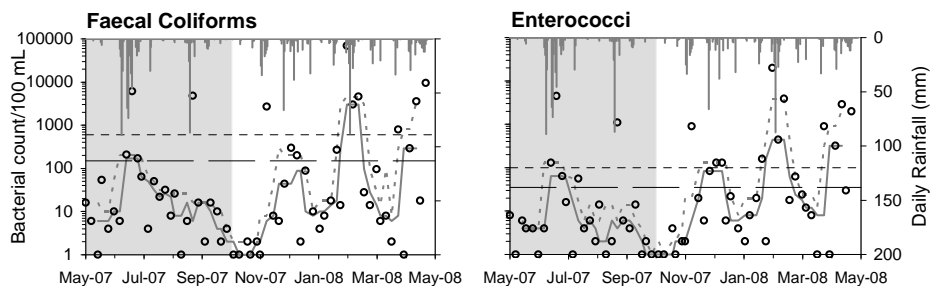 Faecal Coliforms
Enterococci
Bacterial count/100 mL
100000
10000
1000
100
10
1
May-07 Jul-07 Sep-07 Nov-07 Jan-08 Mar-08 May-08
May-07 Jul-07 Sep-07 Nov-07 Jan-08 Mar-08 May-08
0
50
100
150
200
Daily Rainfall (mm)